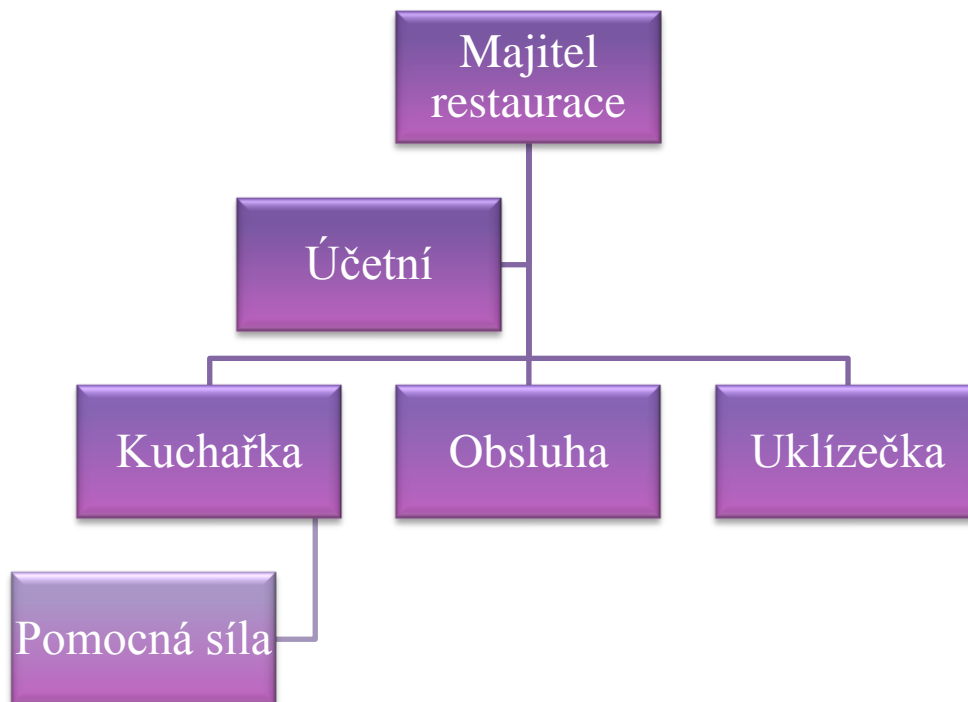 Majitel
restaurace
Účetní
Kuchařka
Obsluha
Uklízečka
Pomocná síla